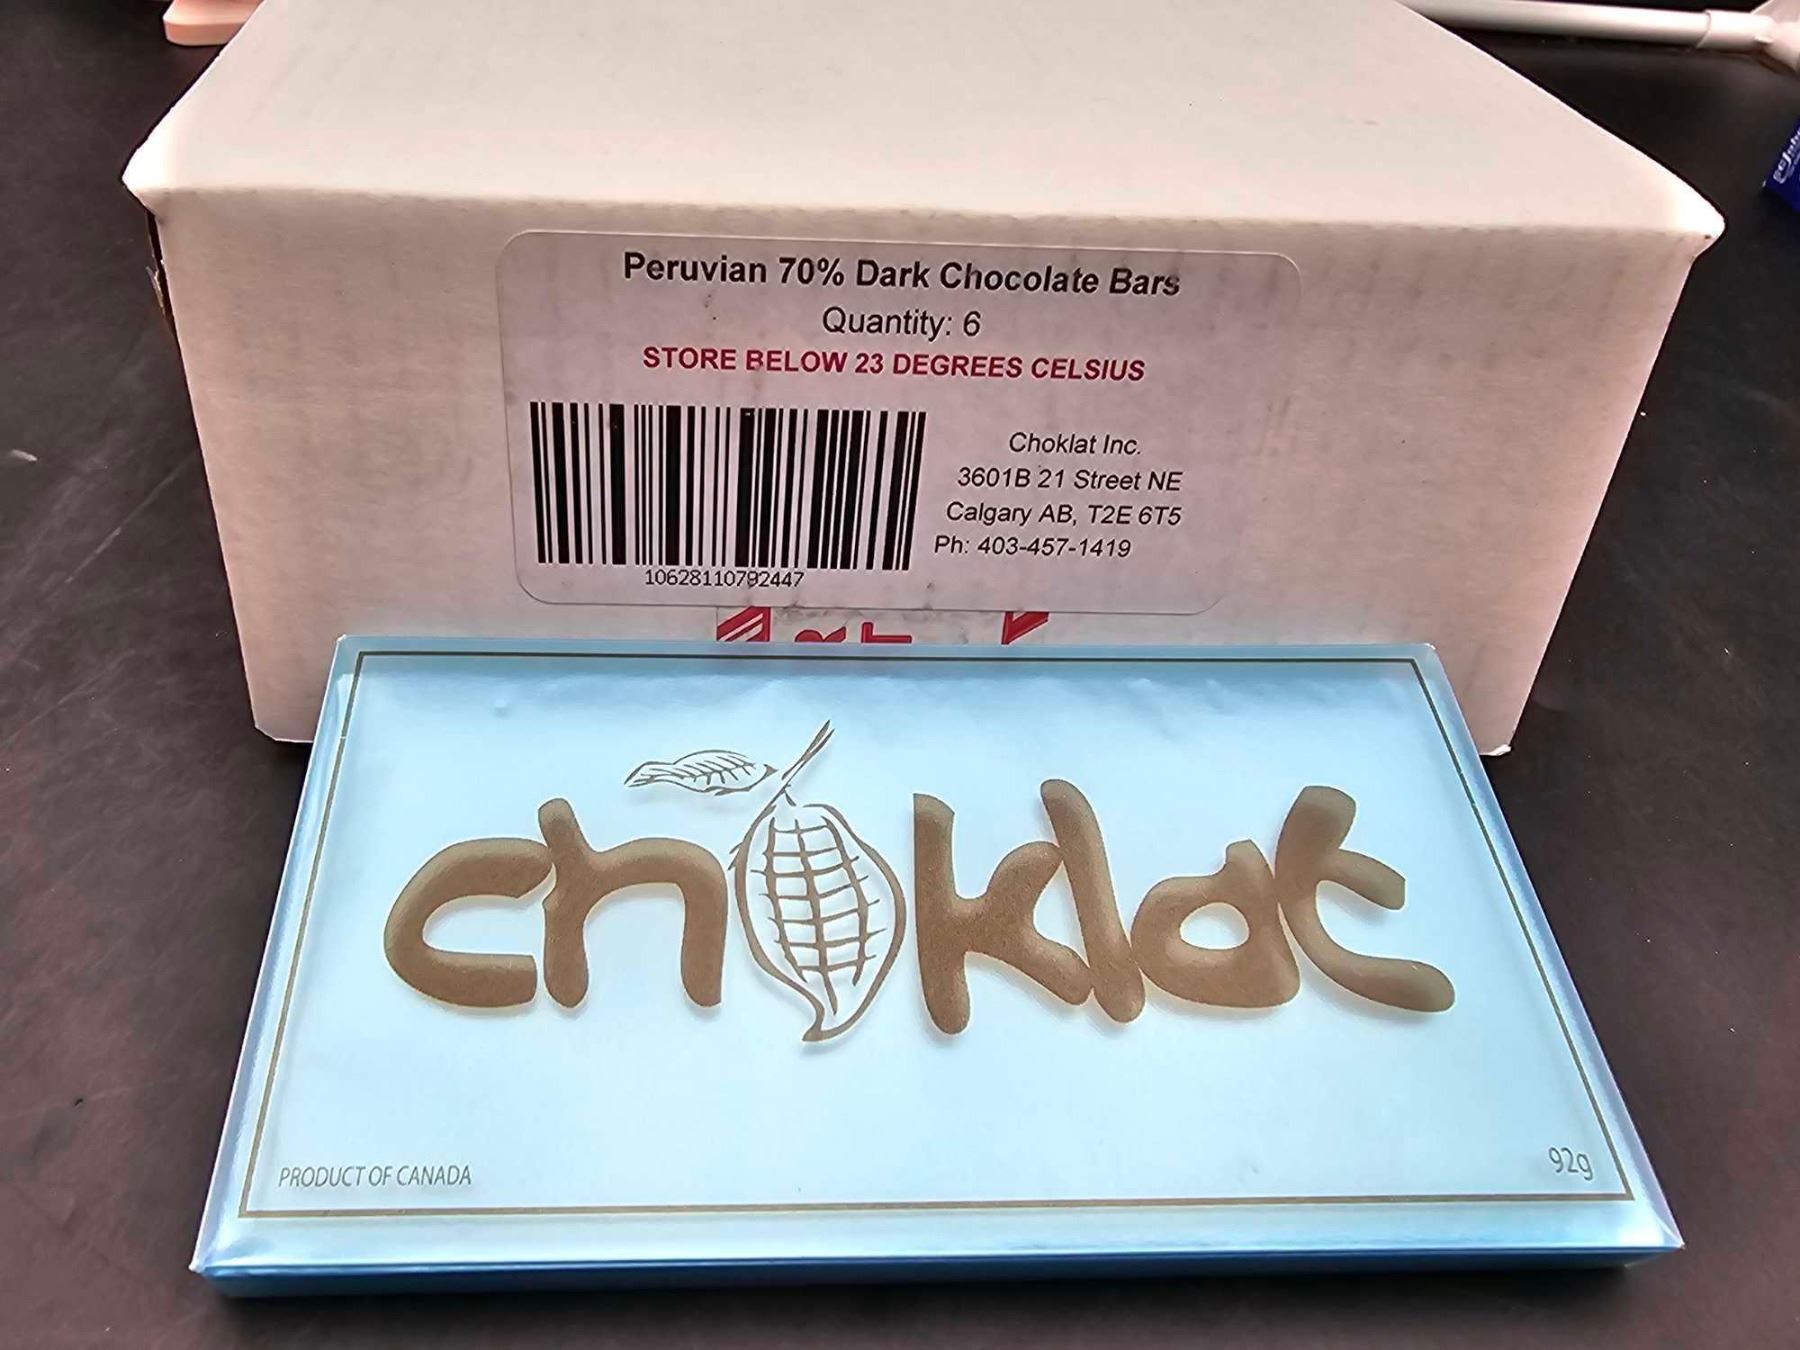 Peruvian 70% Dark Chocolate Bars
Quantity: 6
STORE BELOW 23 DEGREES CELSIUS
Choklat Inc.
3601B 21 Street NE
Calgary AB, T2E 6T5
Ph: 403-457-1419
10628110792447
choklat
PRODUCT OF CANADA
92g